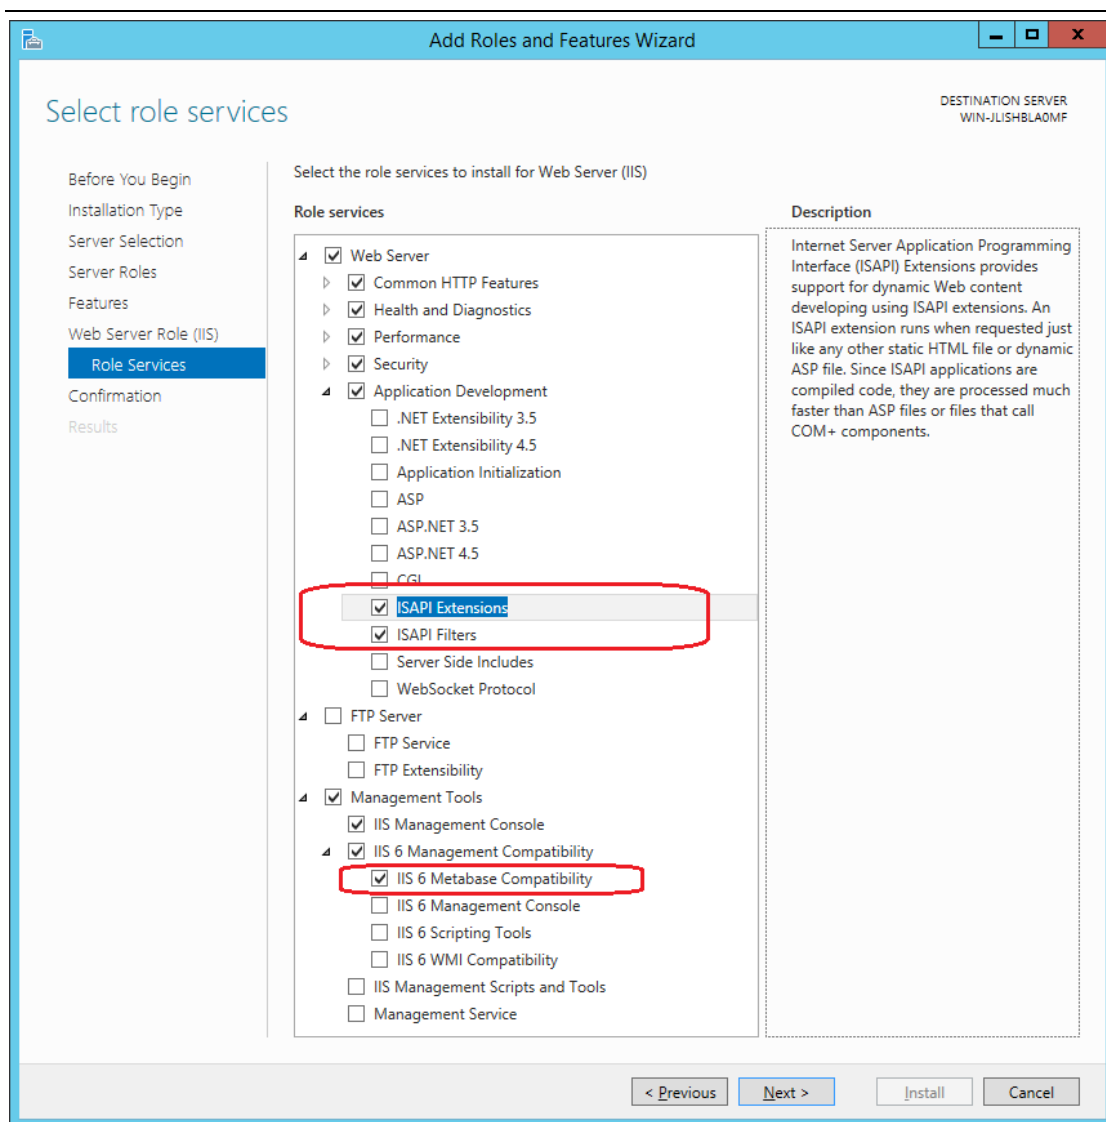 Add Roles and Features Wizard
Select role services
DESTINATION SERVER
WIN-JLISHBLA0MF
Before You Begin
Installation Type
Server Selection
Server Roles
Features
Web Server Role (IIS)
Role Services
Confirmation
Results
Select the role services to install for Web Server (IIS)
Role services
Web Server
Common HTTP Features
Health and Diagnostics
Performance
Security
Application Development
.NET Extensibility 3.5
.NET Extensibility 4.5
Application Initialization
ASP
ASP.NET 3.5
ASP.NET 4.5
CGI
ISAPI Extensions
ISAPI Filters
Server Side Includes
WebSocket Protocol
FTP Server
FTP Service
FTP Extensibility
Management Tools
IIS Management Console
IIS 6 Management Compatibility
IIS 6 Metabase Compatibility
IIS 6 Management Console
IIS 6 Scripting Tools
IIS 6 WMI Compatibility
IIS Management Scripts and Tools
Management Service
Description
Internet Server Application Programming
Interface (ISAPI) Extensions provides
support for dynamic Web content
developing using ISAPI extensions. An
ISAPI extension runs when requested just
like any other static HTML file or dynamic
ASP file. Since ISAPI applications are
compiled code, they are processed much
faster than ASP files or files that call
COM+ components.
< Previous
Next >
Install
Cancel